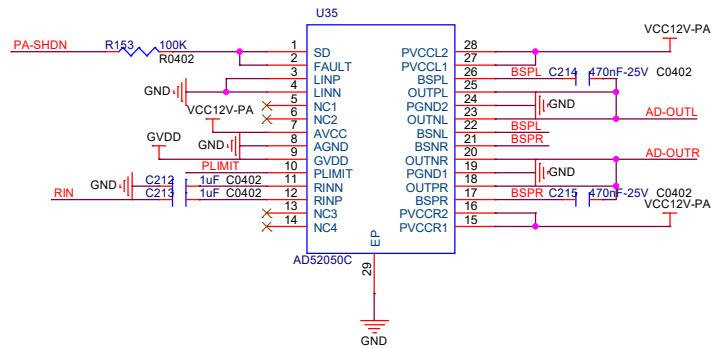 U35
PA-SHDN R153 100K R0402 1 SD PVCCL2 28 VCC12V-PA
2 FAULT PVCCL1 27
3 LINP BSPL 26 BSPL C214 470nF-25V C0402
GND 4 LINN OUTPL 25
5 NC1 PGND2 24 GND
6 NC2 OUTNL 23 AD-OUTL
VCC12V-PA 7 AVCC BSNL 22 BSPL
GND 8 AGND BSNR 21 BSPR
GVDD 9 GVDD OUTNR 20 AD-OUTR
PLIMIT 10 PLIMIT PGND1 19 GND
GND C212 1uF C0402 11 RINN OUTPR 18
RIN C213 1uF C0402 12 RINP BSPR 17 BSPR C215 470nF-25V C0402
13 NC3 PVCCR2 16 VCC12V-PA
14 NC4 PVCCR1 15
EP
AD52050C
29
GND